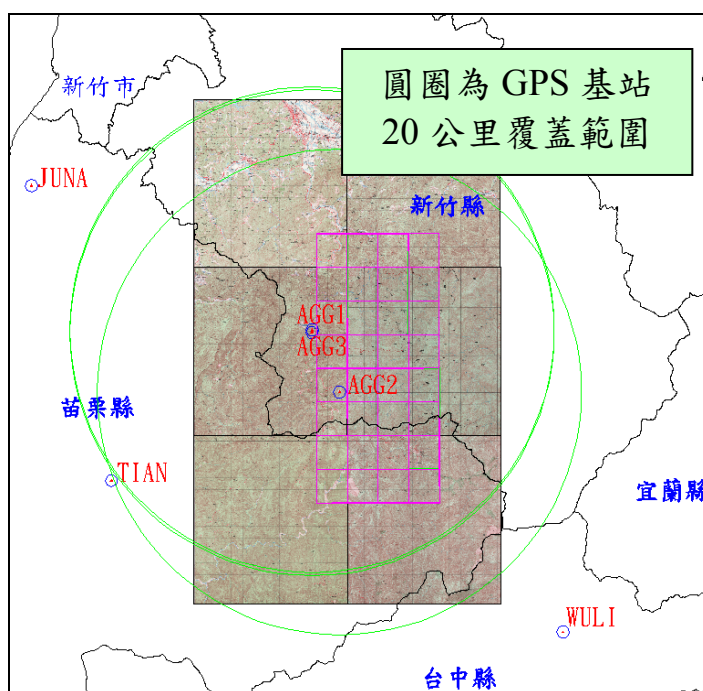 圓圈為 GPS 基站
20 公里覆蓋範圍
新竹市
JUNA
新竹縣
AGG1
AGG3
AGG2
苗栗縣
TIAN
宜蘭縣
WULI
台中縣